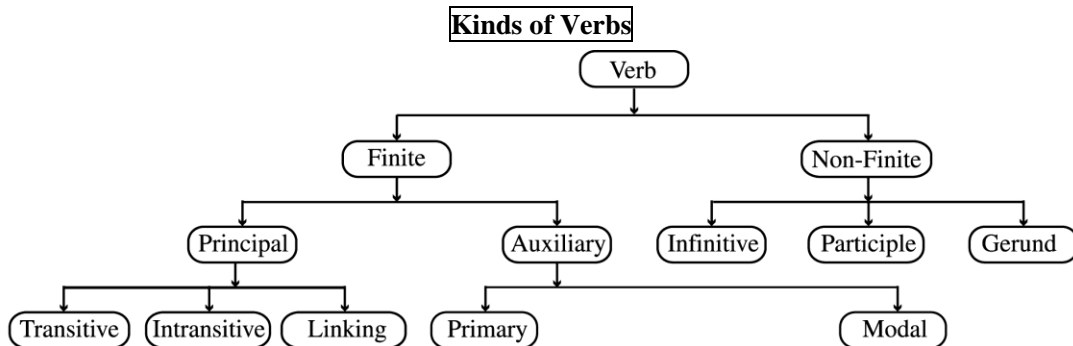 Kinds of Verbs
Verb
Finite Non-Finite
Principal Auxiliary Infinitive Participle Gerund
Transitive Intransitive Linking Primary Modal